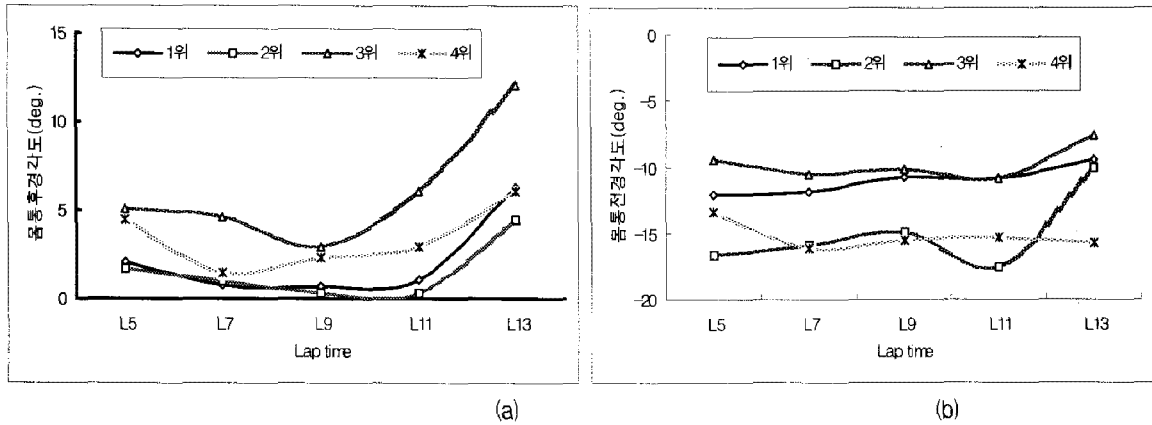 15
10
5
0
몸통후경각도(deg.)
1위 2위 3위 4위
L5 L7 L9 L11 L13
Lap time
(a)
0
-5
-10
-15
-20
몸통전경각도(deg.)
1위 2위 3위 4위
L5 L7 L9 L11 L13
Lap time
(b)